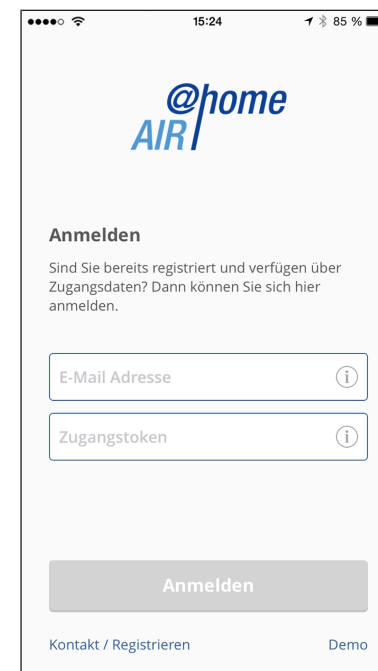 15:24
85 %
@home
AIR
Anmelden
Sind Sie bereits registriert und verfügen über
Zugangsdaten? Dann können Sie sich hier
anmelden.
E-Mail Adresse i
Zugangstoken i
Anmelden
Kontakt / Registrieren Demo